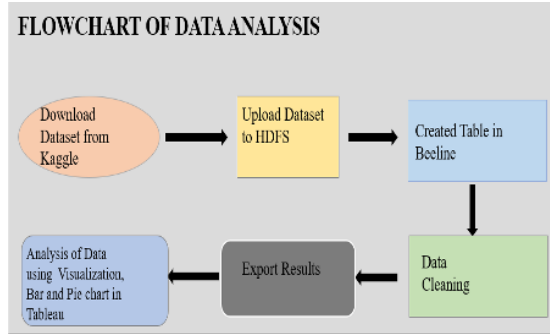 FLOWCHART OF DATA ANALYSIS
Download
Dataset from
Kaggle
Upload Dataset
to HDFS
Created Table in
Beeline
Data
Cleaning
Export Results
Analysis of Data
using Visualization,
Bar and Pie chart in
Tableau